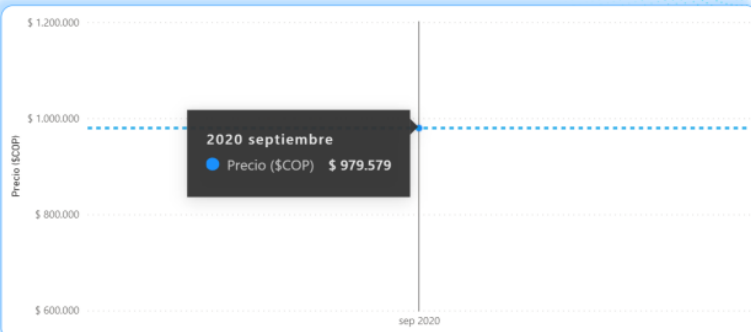 $ 1.200.000
$ 1.000.000
2020 septiembre
Precio ($COP) $ 979.579
Precio ($COP)
$ 800.000
$ 600.000
sep 2020